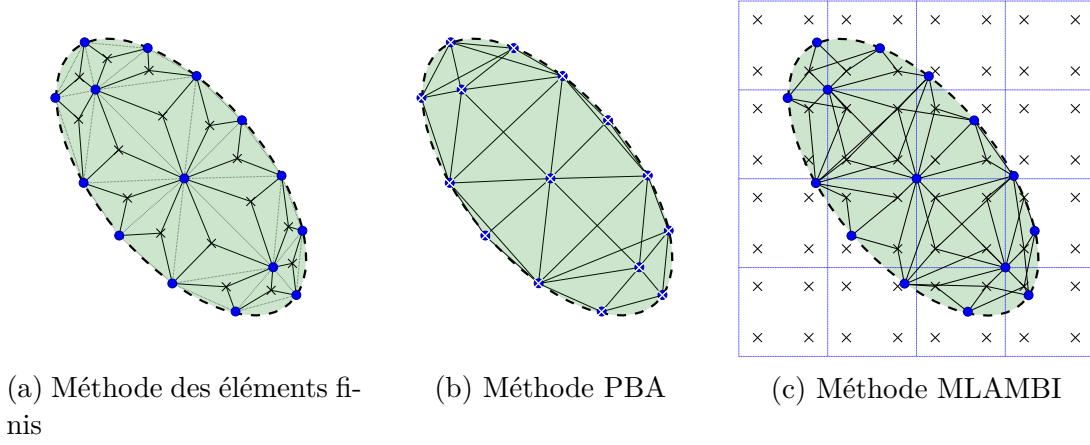 (a) Méthode des éléments fi-
nis
(b) Méthode PBA
(c) Méthode MLAMBI